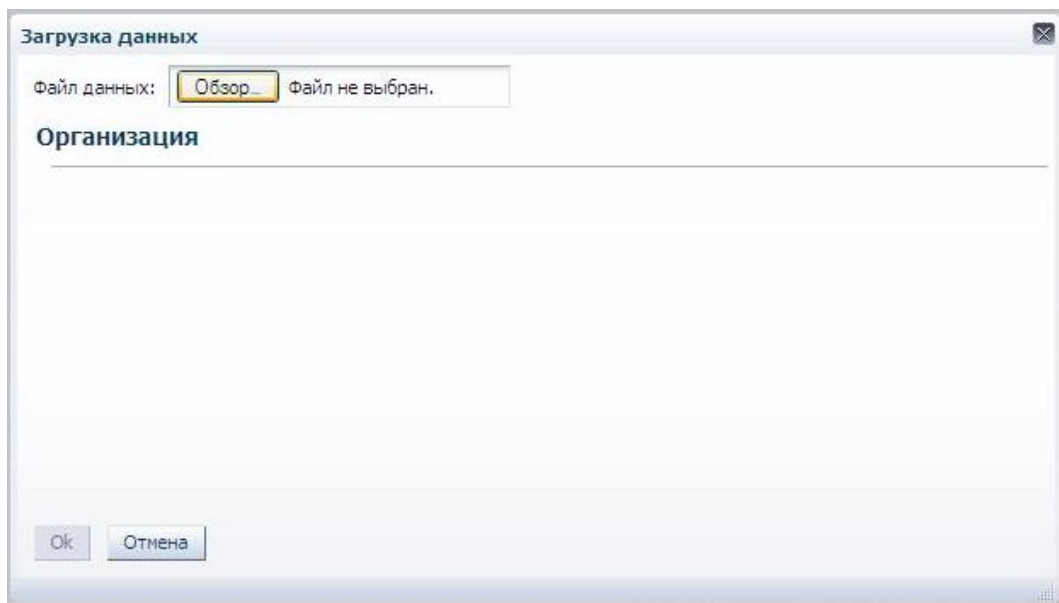 Загрузка данных
Файл данных: Обзор... Файл не выбран.
Организация
Ok Отмена